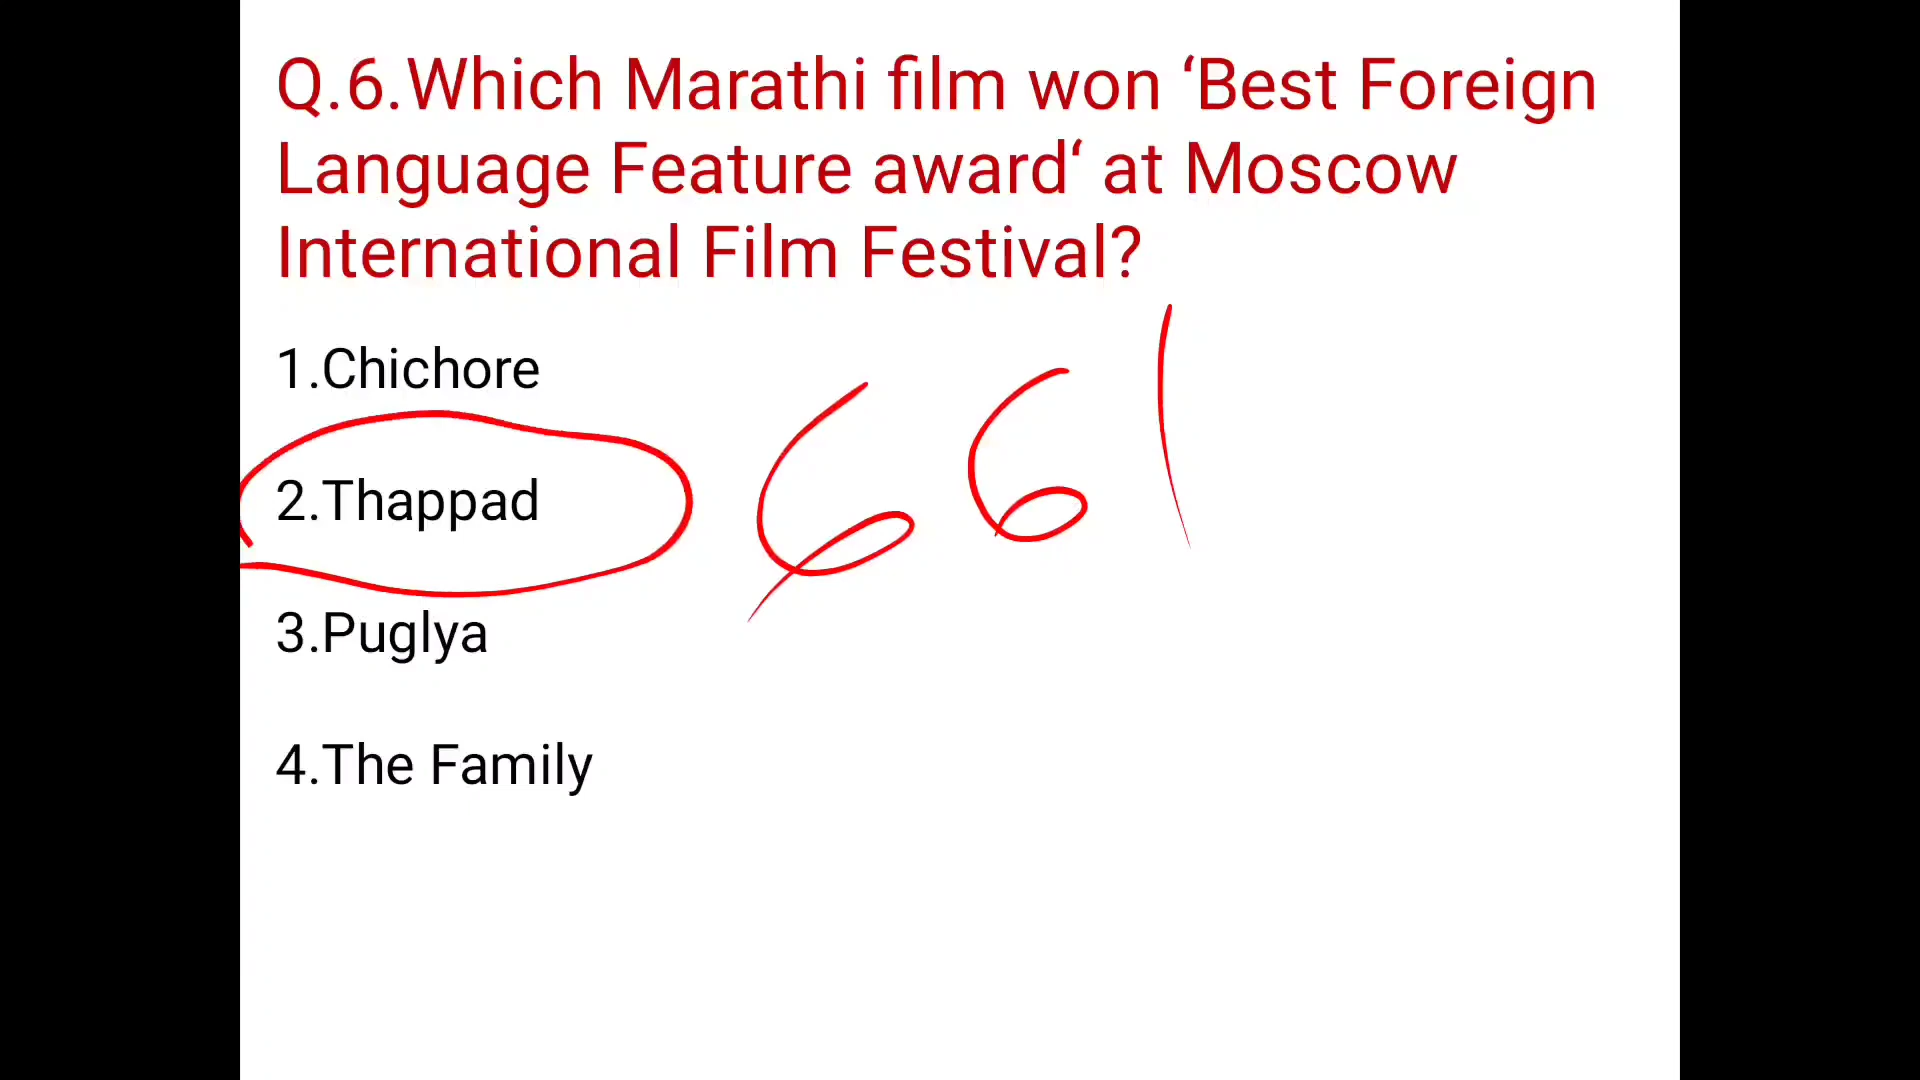 Q.6.Which Marathi film won ‘Best Foreign
Language Feature award‘ at Moscow
International Film Festival?
1.Chichore
2.Thappad
66|
3.Puglya
4.The Family